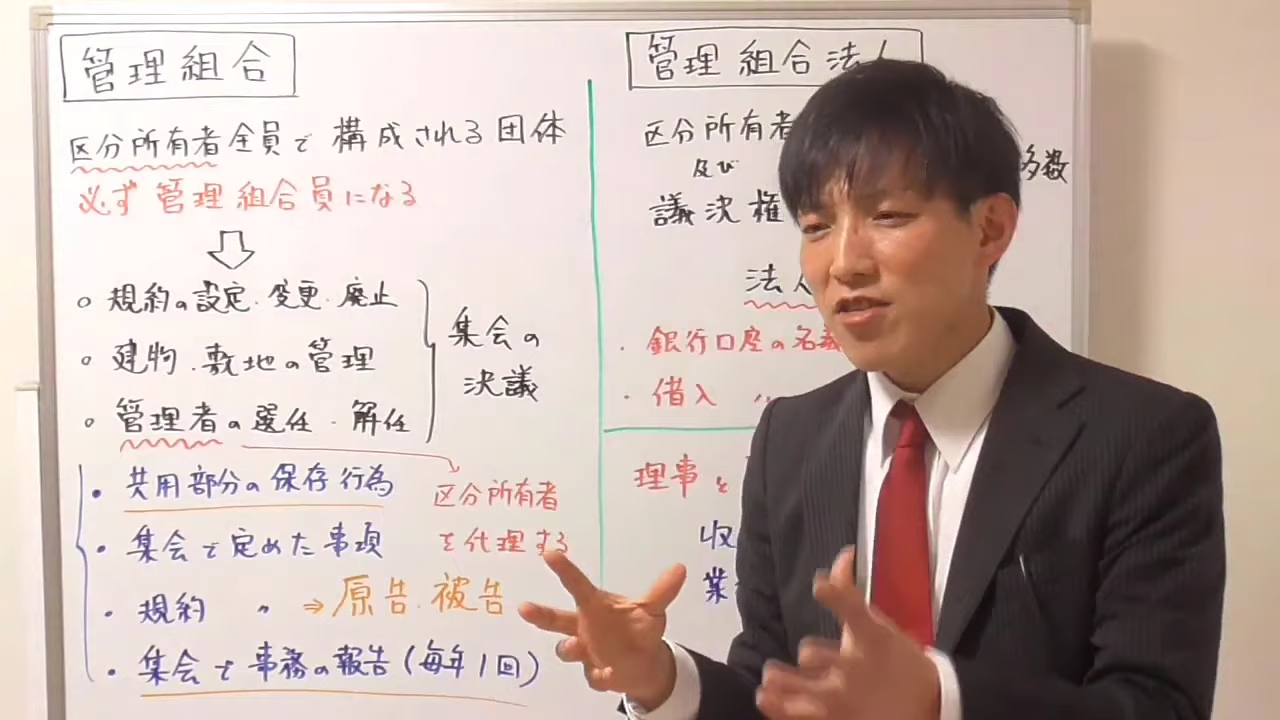 管理組合
区分所有者全員で構成される団体
必ず管理組合員になる
⇩
○ 規約の設定・変更・廃止
○ 建物・敷地の管理
○ 管理者の選任・解任
集会の
決議
・共用部分の保存行為
・集会で定めた事項
・規約 〃 ⇒ 原告・被告
・集会で事務の報告(毎年1回)
区分所有者
を代理する
管理組合法人
区分所有者
及び
多数
議決権
法人
・銀行口座の名義
・借入 〃
理事と